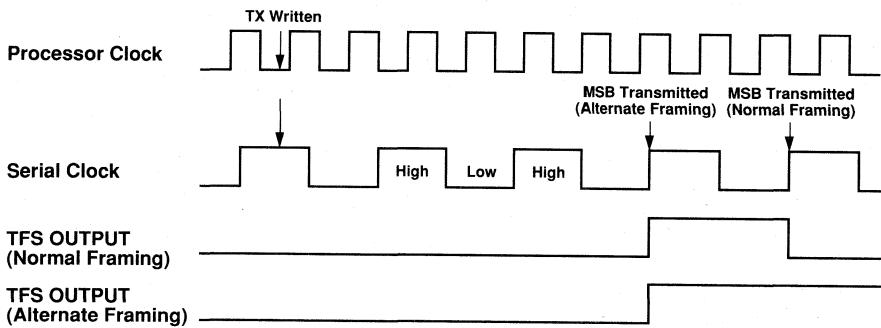 TX Written
Processor Clock
MSB Transmitted
(Alternate Framing)
MSB Transmitted
(Normal Framing)
Serial Clock
High
Low
High
TFS OUTPUT
(Normal Framing)
TFS OUTPUT
(Alternate Framing)